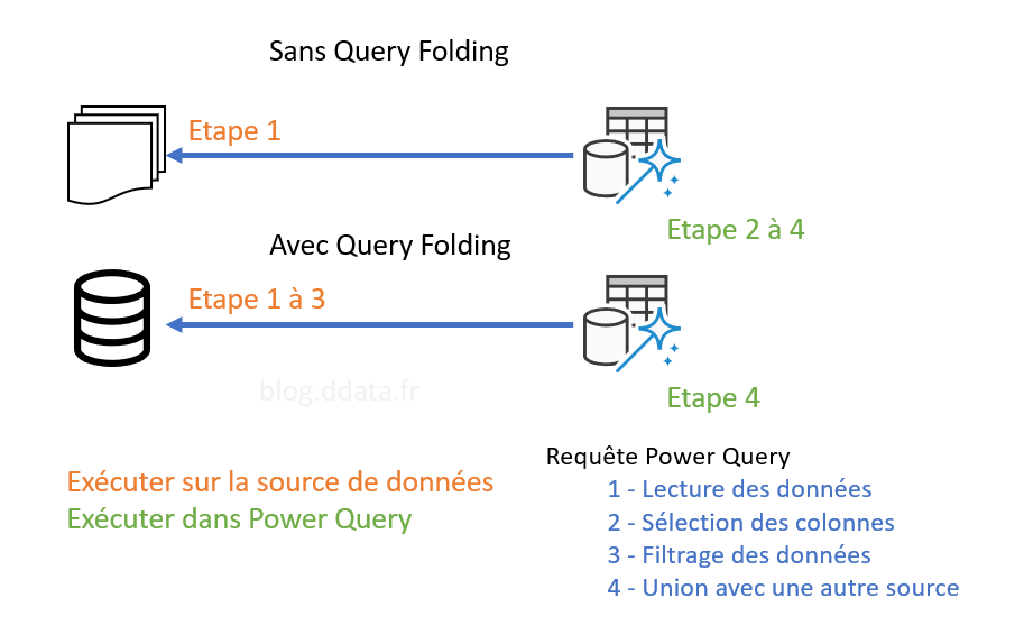 Sans Query Folding
Etape 1
Etape 2 à 4
Avec Query Folding
Etape 1 à 3
blog.ddata.fr
Etape 4
Exécuter sur la source de données
Exécuter dans Power Query
Requête Power Query
1 - Lecture des données
2 - Sélection des colonnes
3 - Filtrage des données
4 - Union avec une autre source